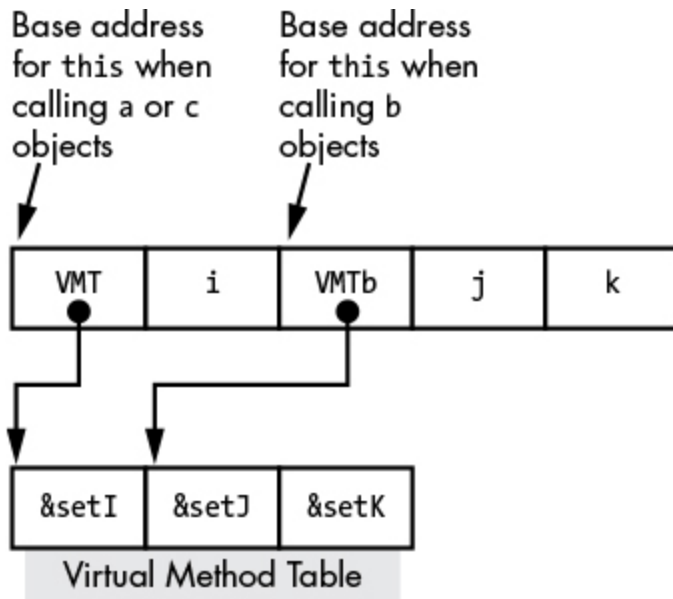 Base address
for this when
calling a or c
objects
Base address
for this when
calling b
objects
VMT i VMTb j k
&setI &setJ &setK
Virtual Method Table